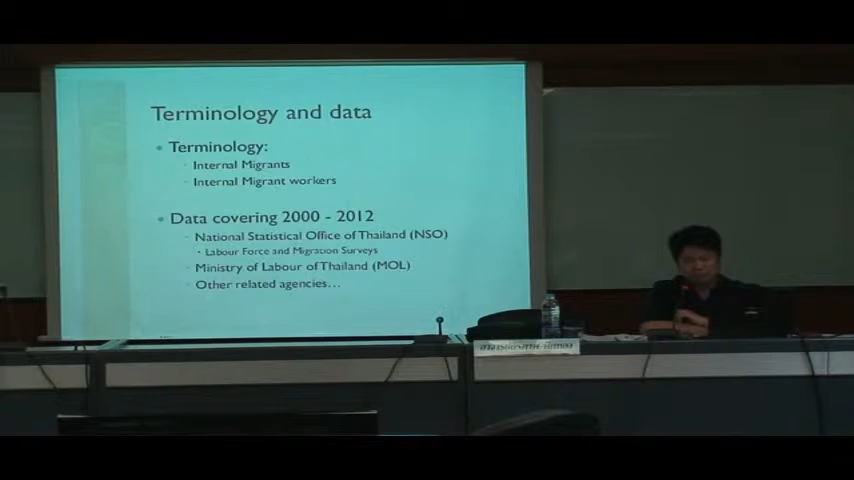 Terminology and data
Terminology:
Internal Migrants
Internal Migrant workers
Data covering 2000 - 2012
National Statistical Office of Thailand (NSO)
Labour Force and Migration Surveys
Ministry of Labour of Thailand (MOL)
Other related agencies…